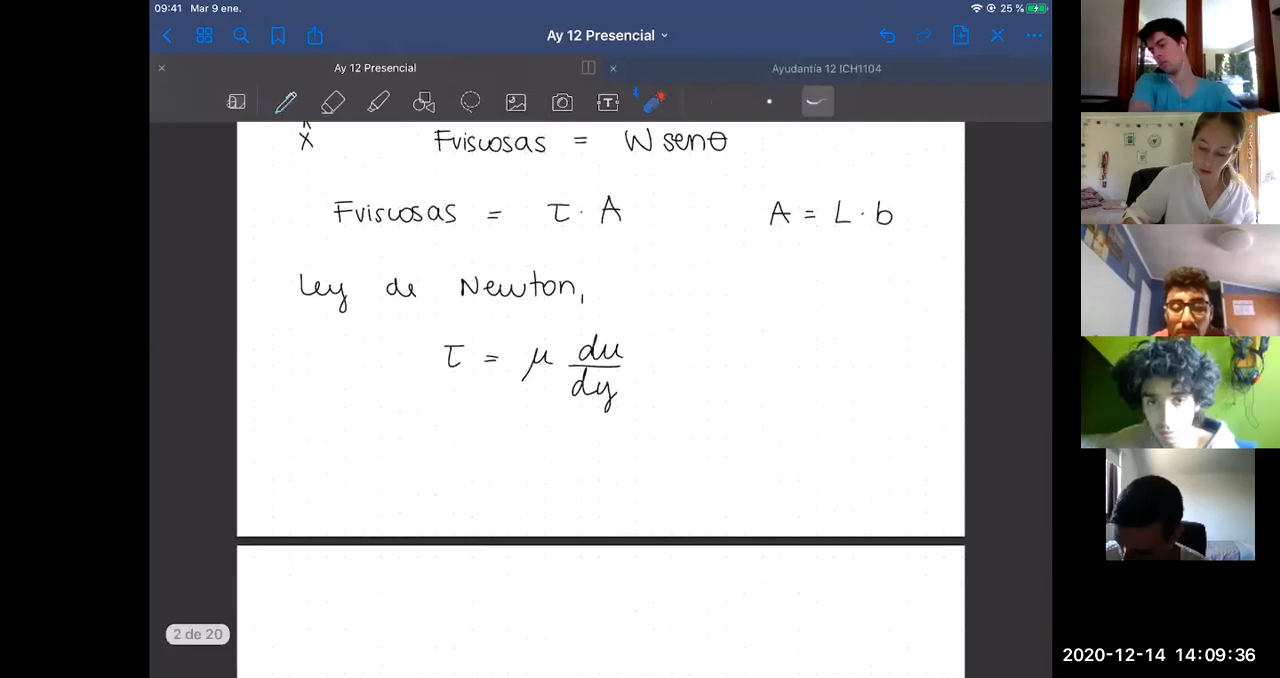 09:41 Mar 9 ene. 25 %
Ay 12 Presencial
Ay 12 Presencial
Ayudantía 12 ICH1104
x̂ Fviscosas = W senθ
Fviscosas = τ · A A = L · b
Ley de Newton,
τ = μ du/dy
2 de 20
2020-12-14 14:09:36